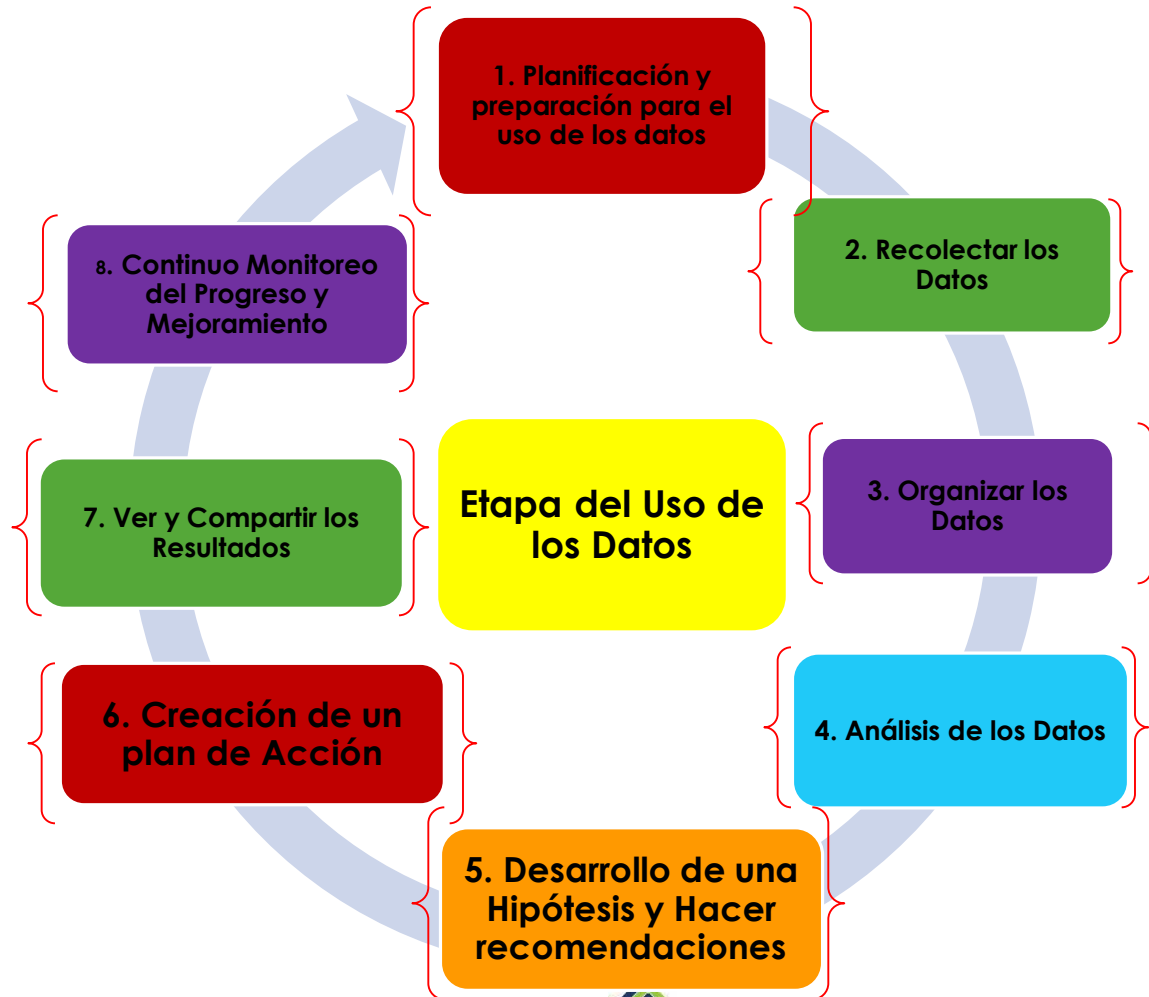 1. Planificación y
preparación para el
uso de los datos
2. Recolectar los
Datos
3. Organizar los
Datos
4. Análisis de los Datos
5. Desarrollo de una
Hipótesis y Hacer
recomendaciones
6. Creación de un
plan de Acción
7. Ver y Compartir los
Resultados
8. Continuo Monitoreo
del Progreso y
Mejoramiento
Etapa del Uso de
los Datos